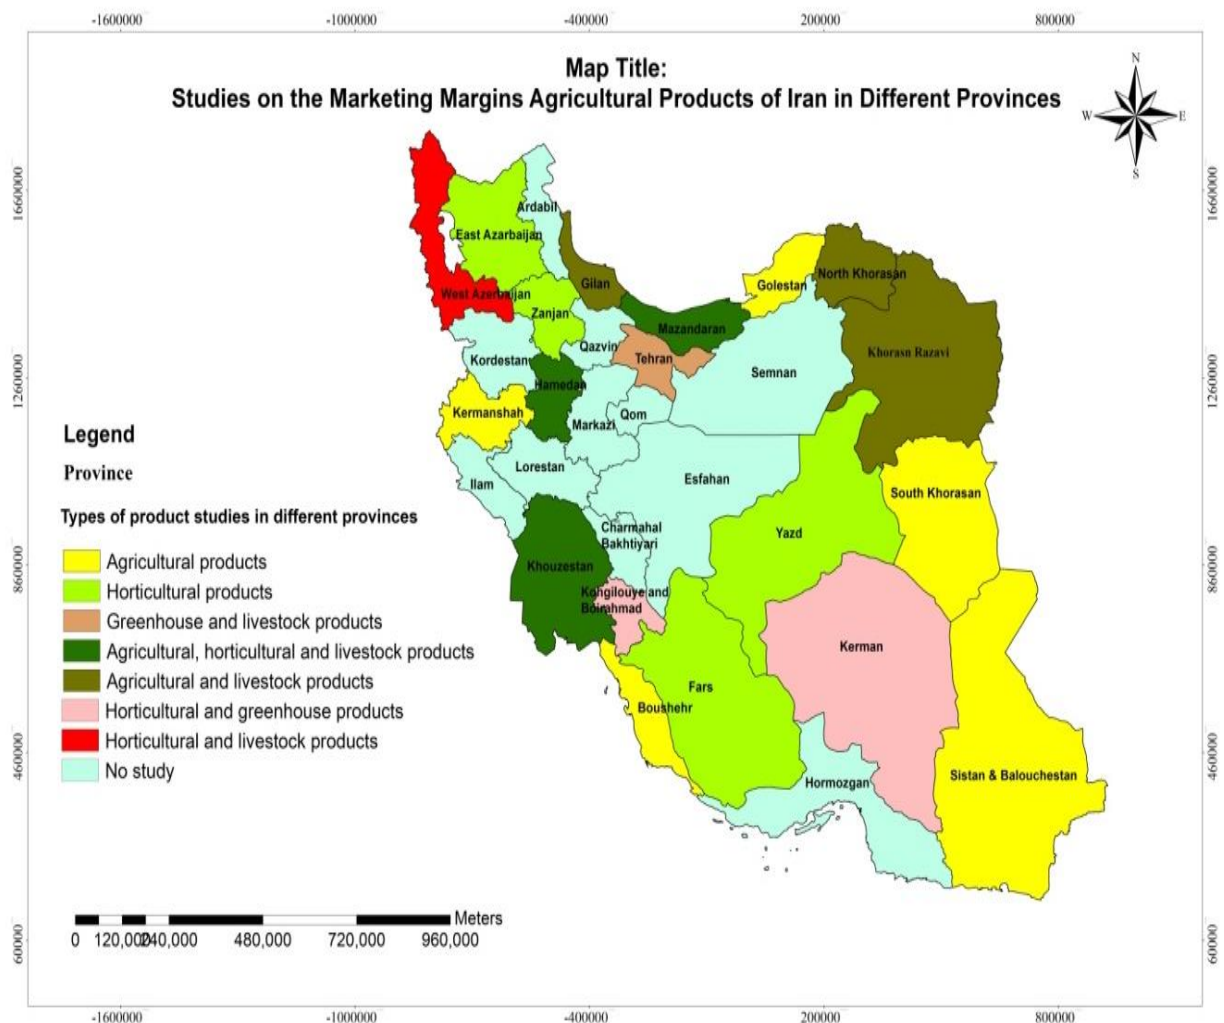 -1600000 -1000000 -400000 200000 800000
Map Title:
Studies on the Marketing Margins Agricultural Products of Iran in Different Provinces
N
W E
S
1660000 1660000
Ardabil
East Azarbaijan
North Khorasan
Gilan
Golestan
West Azerbaijan
Zanjan
Mazandaran
Qazvin
Khorasn Razavi
Tehran
Kordestan
Semnan
1260000 1260000
Hamedan
Kermanshah
Qom
Markazi
Legend
Province
Lorestan
Esfahan
Ilam
South Khorasan
Types of product studies in different provinces
Charmahal
Bakhtiyari
Yazd
Agricultural products
Khouzestan
860000 860000
Horticultural products
Kohgilouye and
Boirahmad
Greenhouse and livestock products
Agricultural, horticultural and livestock products
Kerman
Agricultural and livestock products
Fars
Boushehr
Horticultural and greenhouse products
Horticultural and livestock products
460000 460000
No study
Sistan & Balouchestan
Hormozgan
Meters
0 120,000 240,000 480,000 720,000 960,000
60000 60000
-1600000 -1000000 -400000 200000 800000